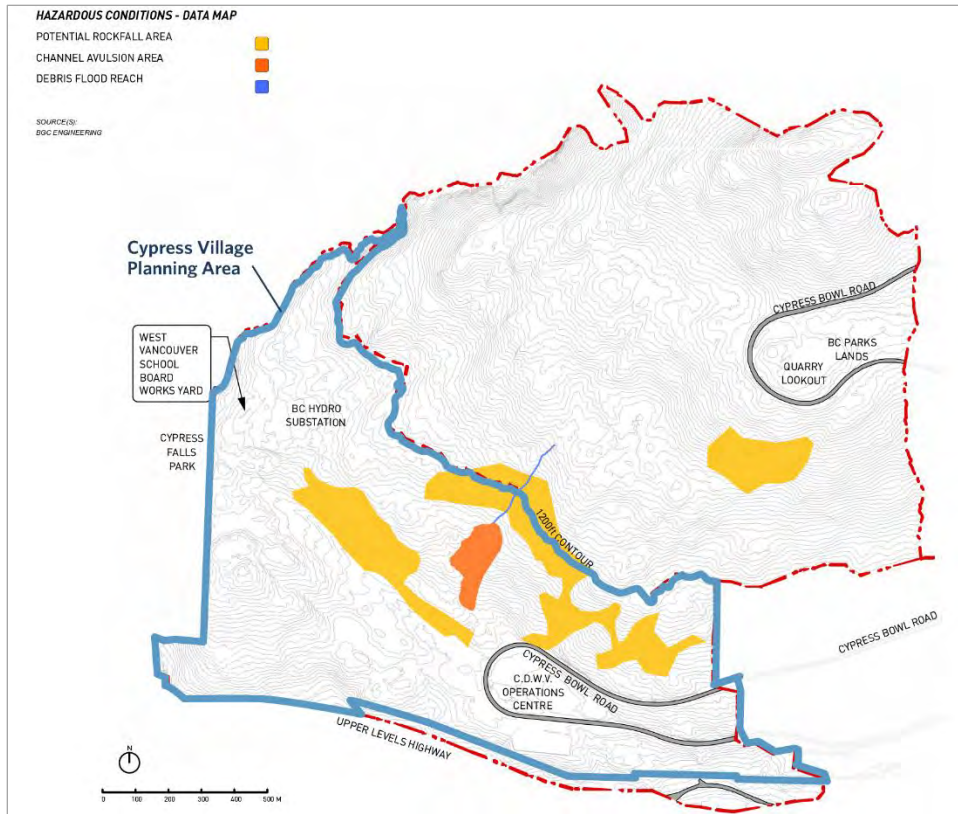 HAZARDOUS CONDITIONS - DATA MAP
POTENTIAL ROCKFALL AREA
CHANNEL AVULSION AREA
DEBRIS FLOOD REACH
SOURCE(S):
BGC ENGINEERING
Cypress Village
Planning Area
WEST
VANCOUVER
SCHOOL
BOARD
WORKS YARD
BC HYDRO
SUBSTATION
CYPRESS
FALLS
PARK
CYPRESS BOWL ROAD
BC PARKS
LANDS
QUARRY
LOOKOUT
1200ft CONTOUR
CYPRESS BOWL ROAD
CYPRESS BOWL ROAD
C.D.W.V.
OPERATIONS
CENTRE
UPPER LEVELS HIGHWAY
N
0 100 200 300 400 500 M